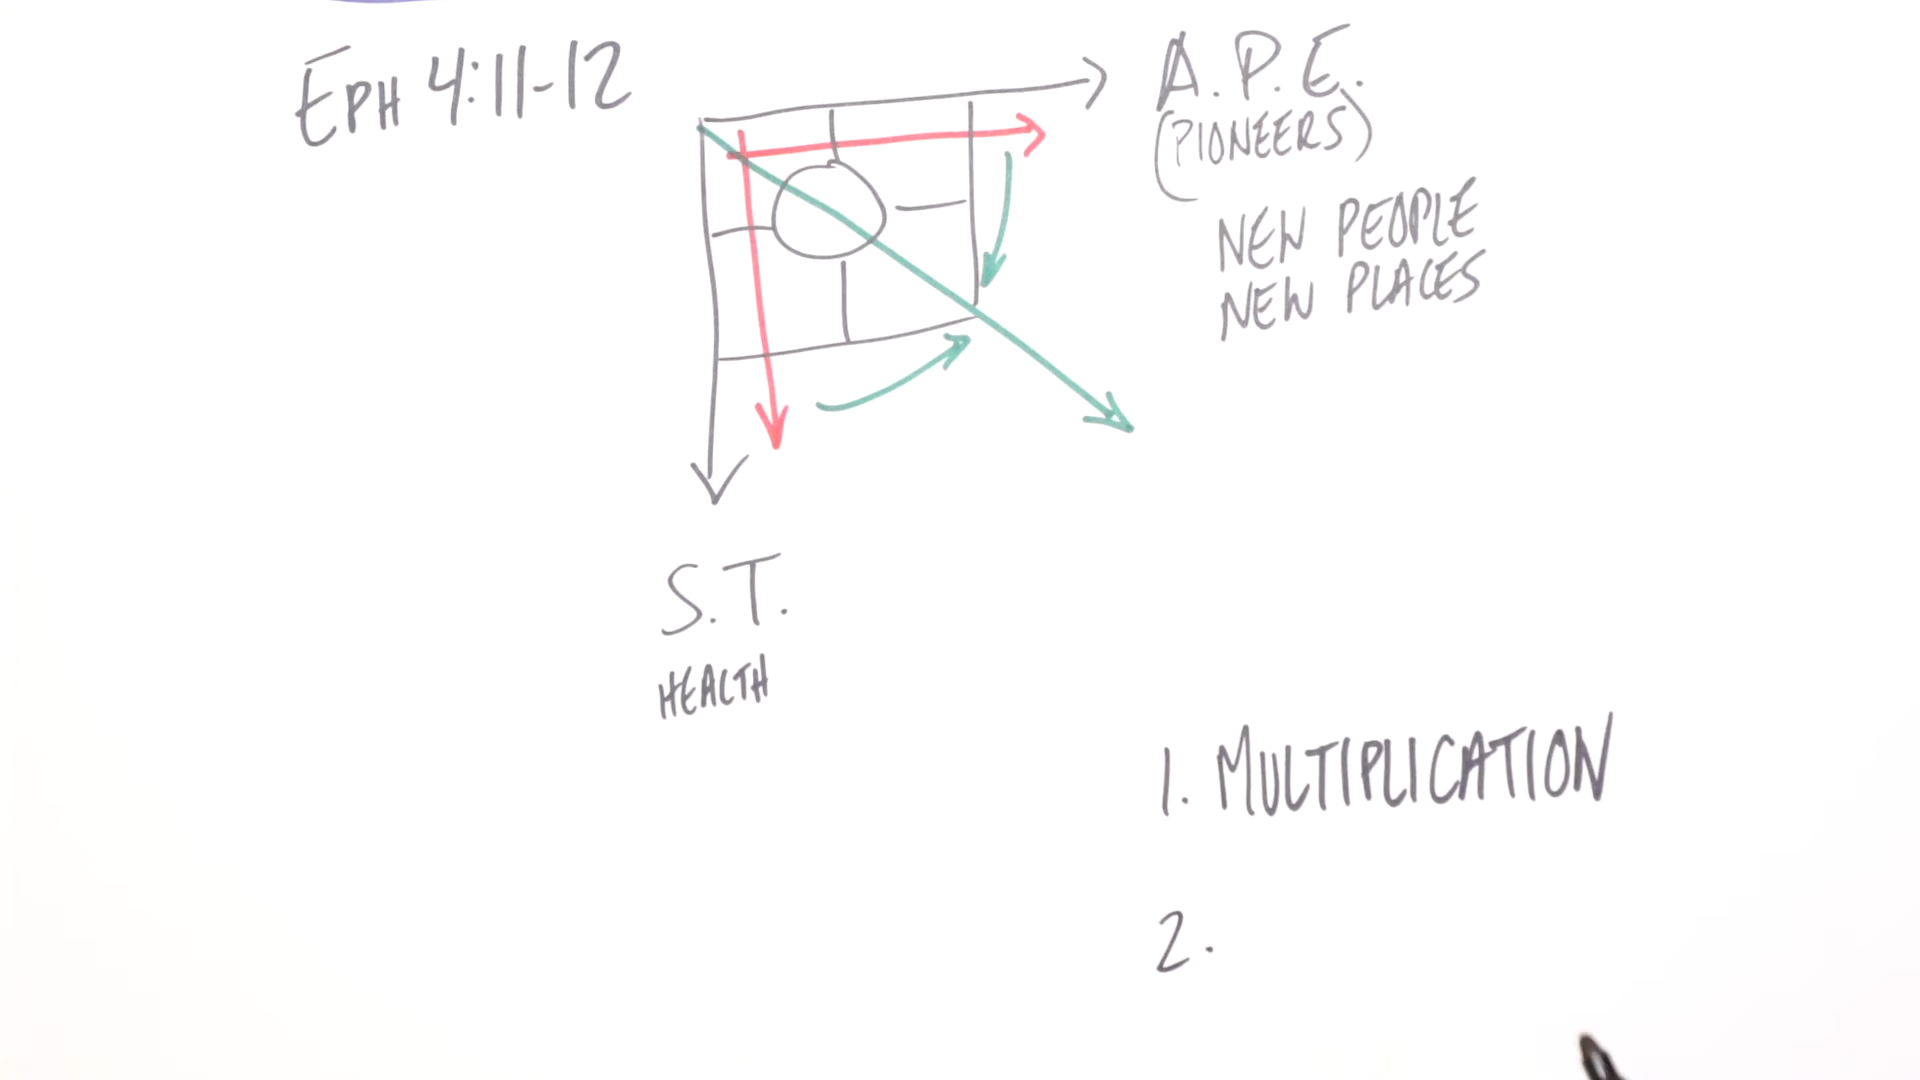 EPH 4:11-12
A.P.E.
(PIONEERS)
NEW PEOPLE
NEW PLACES
S.T.
HEALTH
1. MULTIPLICATION
2.